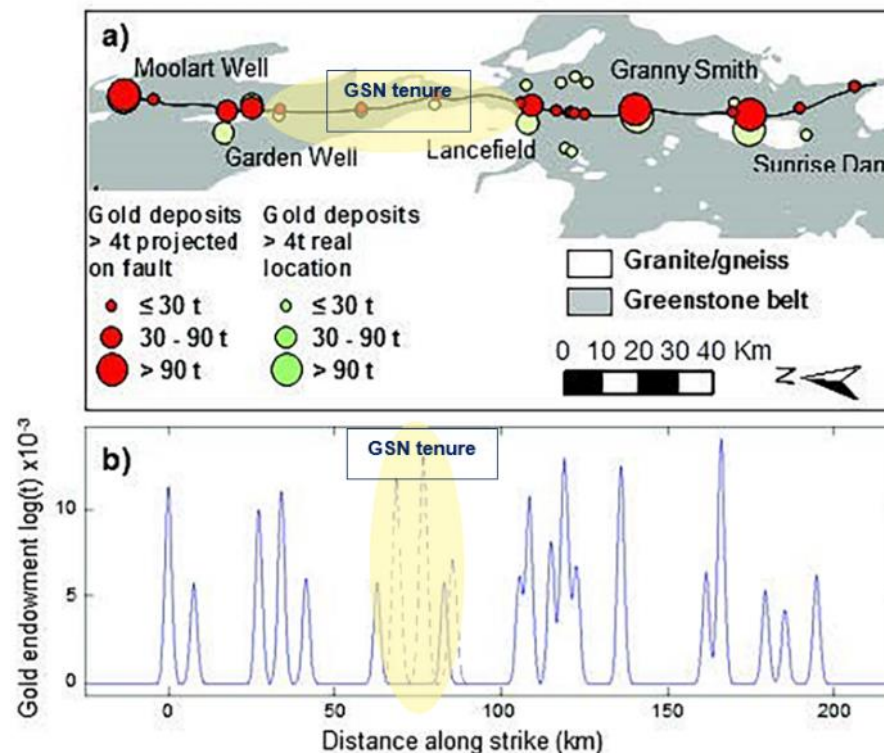 a)
Moolart Well
GSN tenure
Granny Smith
Garden Well
Lancefield
Sunrise Dam
Gold deposits
> 4t projected
on fault
≤ 30 t
30 - 90 t
> 90 t
Gold deposits
> 4t real
location
≤ 30 t
30 - 90 t
> 90 t
Granite/gneiss
Greenstone belt
0 10 20 30 40 Km
N
b)
GSN tenure
Gold endowment log(t) x10⁻³
10
5
0
0 50 100 150 200
Distance along strike (km)